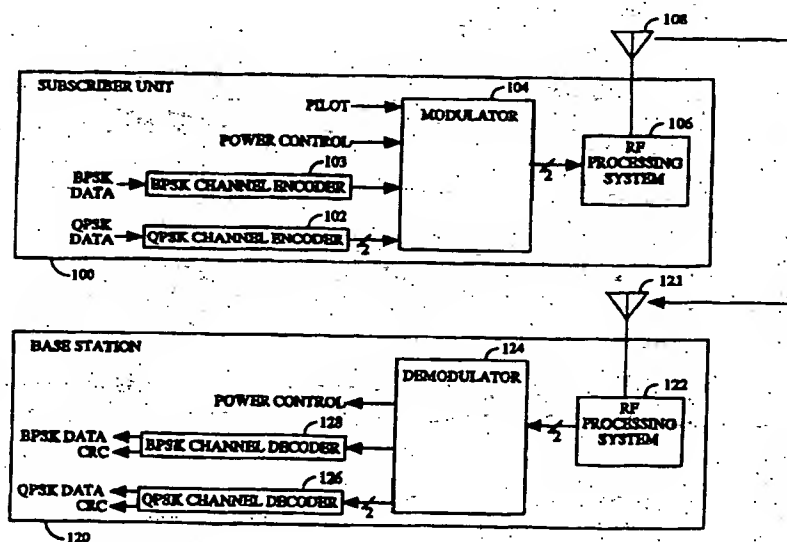 108
SUBSCRIBER UNIT
104
PILOT
MODULATOR
106
POWER CONTROL
RF
PROCESSING
SYSTEM
103
BPSK
DATA
BPSK CHANNEL ENCODER
2
102
QPSK
DATA
QPSK CHANNEL ENCODER
2
100
121
BASE STATION
124
DEMODULATOR
122
POWER CONTROL
RF
PROCESSING
SYSTEM
128
BPSK DATA
CRC
BPSK CHANNEL DECODER
2
126
QPSK DATA
CRC
QPSK CHANNEL DECODER
2
120